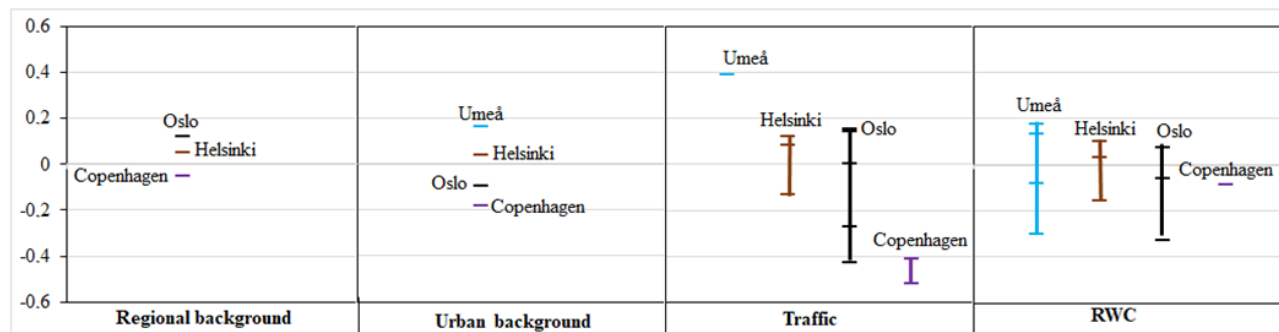 0.6
0.4
0.2
0
-0.2
-0.4
-0.6
Oslo
Helsinki
Copenhagen
Regional background
Umeå
Helsinki
Oslo
Copenhagen
Urban background
Umeå
Helsinki
Oslo
Copenhagen
Traffic
Umeå
Helsinki
Oslo
Copenhagen
RWC